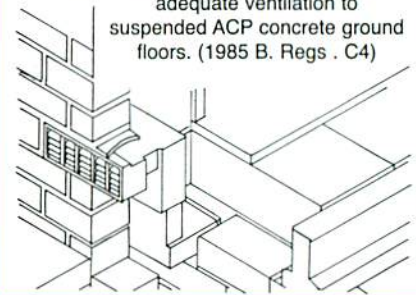 adequate ventilation to
suspended ACP concrete ground
floors. (1985 B. Regs . C4)